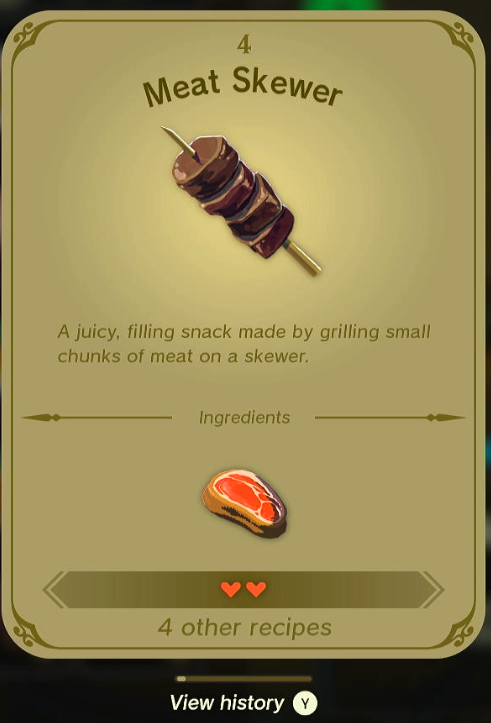 4
Meat Skewer
A juicy, filling snack made by grilling small
chunks of meat on a skewer.
Ingredients
4 other recipes
View history Y